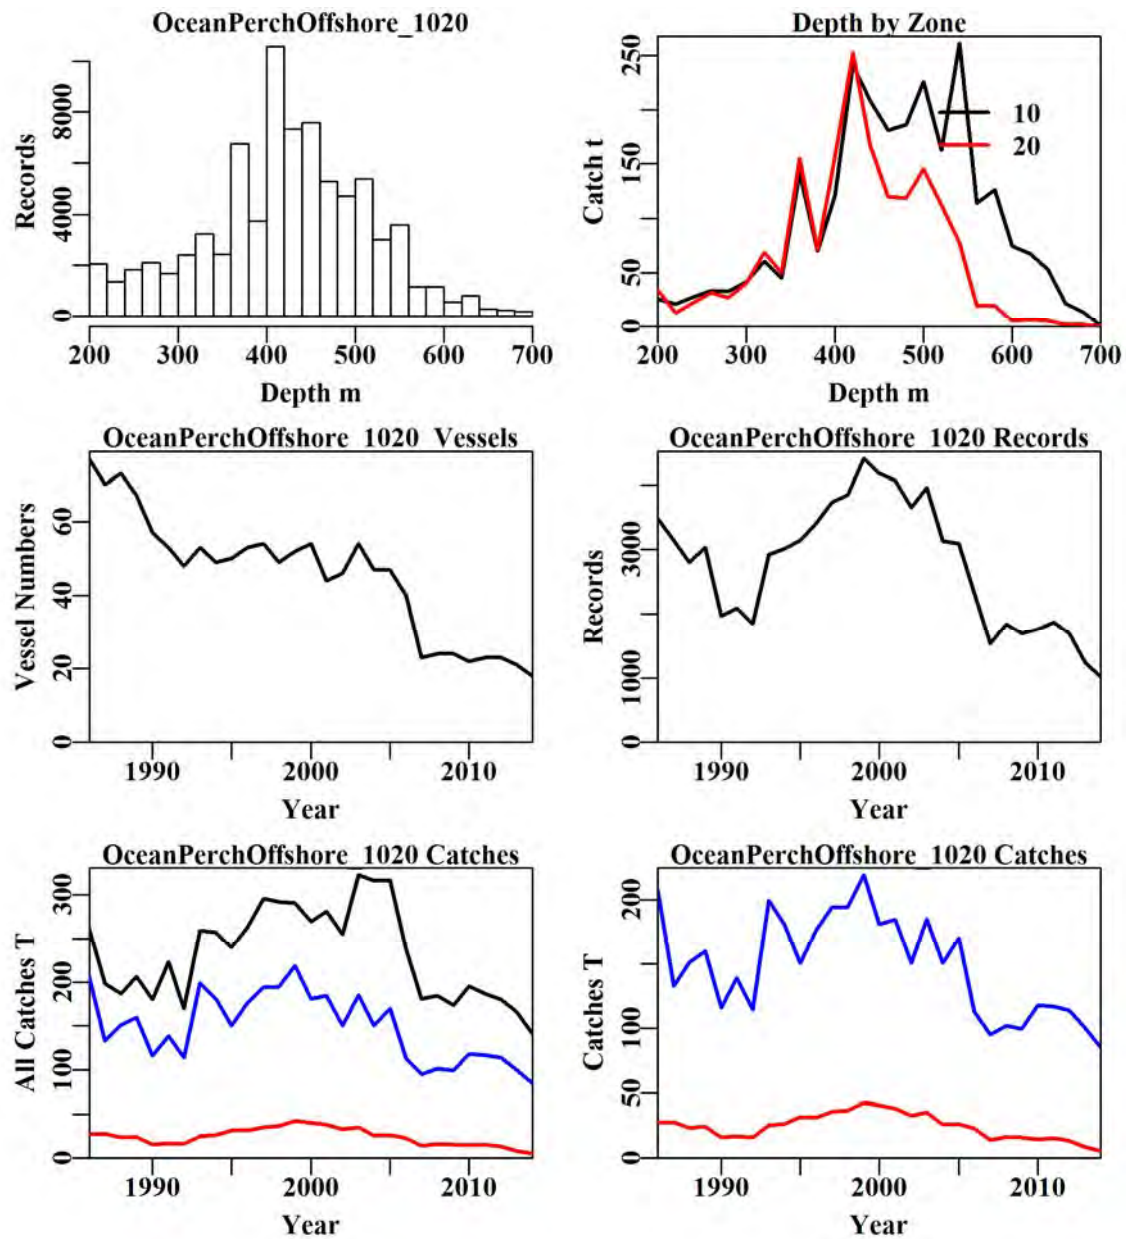 OceanPerchOffshore_1020
Records
0 4000 8000
200 300 400 500 600 700
Depth m
Depth by Zone
Catch t
0 50 150 250
10
20
200 300 400 500 600 700
Depth m
OceanPerchOffshore_1020_Vessels
Vessel Numbers
0 20 40 60
1990 2000 2010
Year
OceanPerchOffshore_1020 Records
Records
0 1000 3000
1990 2000 2010
Year
OceanPerchOffshore_1020 Catches
All Catches T
0 100 200 300
1990 2000 2010
Year
OceanPerchOffshore_1020 Catches
Catches T
0 50 100 200
1990 2000 2010
Year